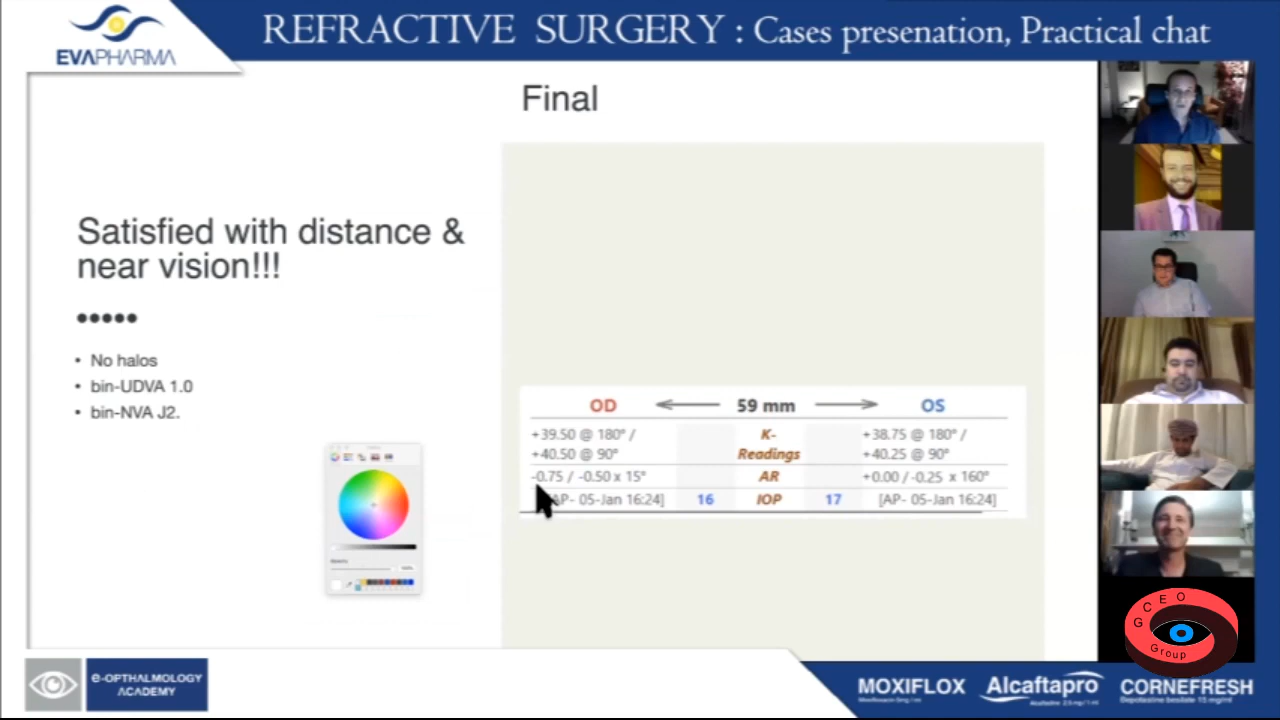 REFRACTIVE SURGERY : Cases presenation, Practical chat
EVAPHARMA
Final
Satisfied with distance &
near vision!!!
• No halos
• bin-UDVA 1.0
• bin-NVA J2.
OD 59 mm OS
+39.50 @ 180° / K- +38.75 @ 180° /
+40.50 @ 90° Readings +40.25 @ 90°
-0.75 / -0.50 x 15° AR +0.00 /-0.25 x 160°
AP- 05-Jan 16:24] 16 IOP 17 [AP- 05-Jan 16:24]
GCEO
Group
e-OPTHALMOLOGY
ACADEMY
MOXIFLOX Alcaftapro CORNEFRESH